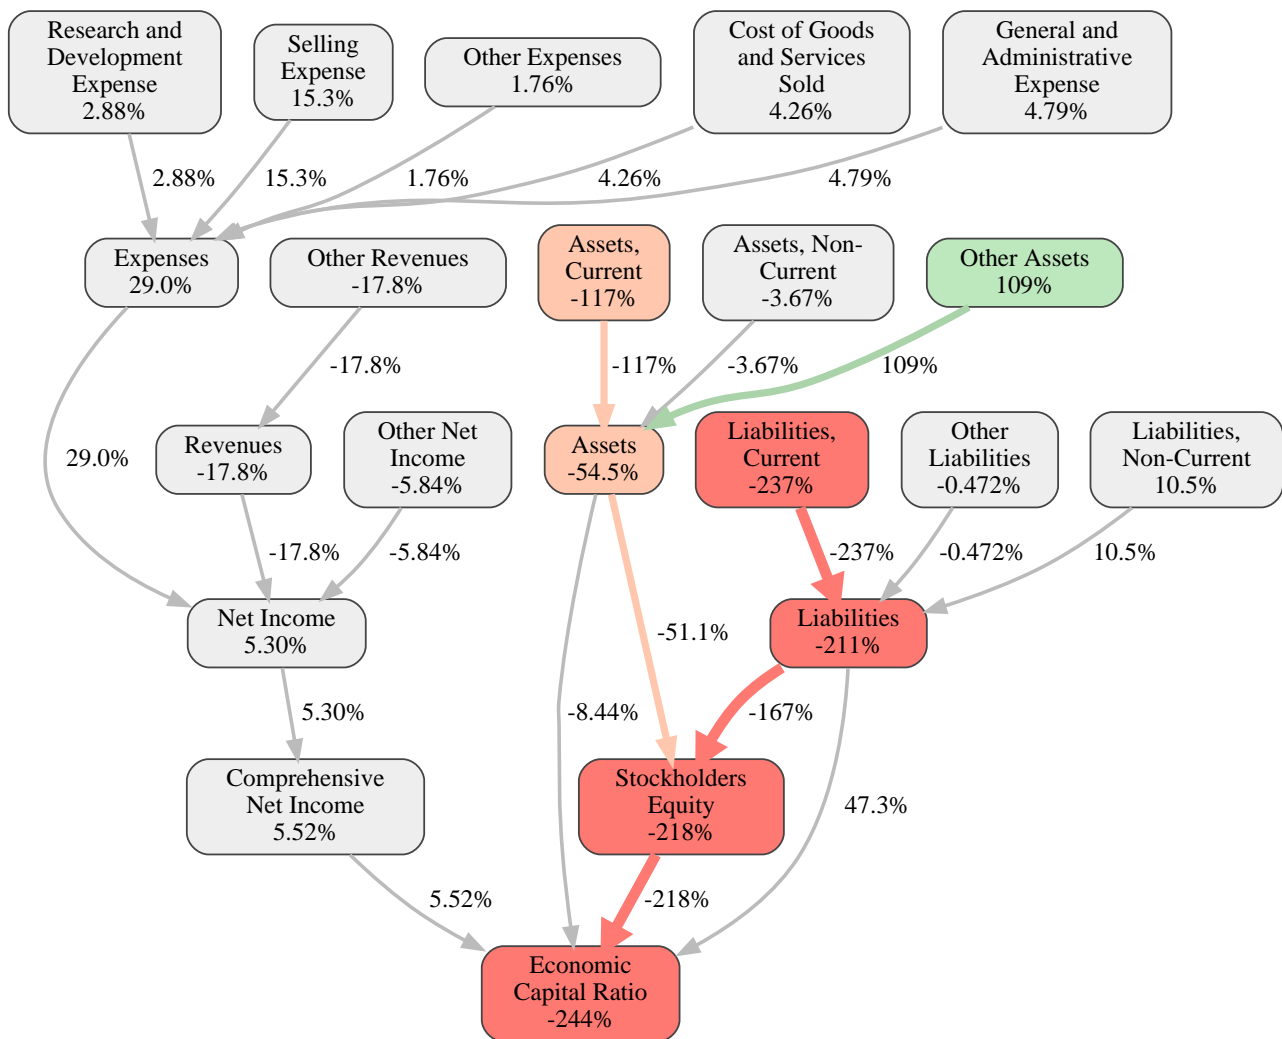 Research and
Development
Expense
2.88%
Selling
Expense
15.3%
Other Expenses
1.76%
Cost of Goods
and Services
Sold
4.26%
General and
Administrative
Expense
4.79%
2.88%
15.3%
1.76%
4.26%
4.79%
Expenses
29.0%
Other Revenues
-17.8%
Assets,
Current
-117%
Assets, Non-
Current
-3.67%
Other Assets
109%
-17.8%
-117%
-3.67%
109%
29.0%
Revenues
-17.8%
Other Net
Income
-5.84%
Assets
-54.5%
Liabilities,
Current
-237%
Other
Liabilities
-0.472%
Liabilities,
Non-Current
10.5%
-17.8%
-5.84%
-237%
-0.472%
10.5%
Net Income
5.30%
-51.1%
Liabilities
-211%
5.30%
-8.44%
-167%
Comprehensive
Net Income
5.52%
Stockholders
Equity
-218%
47.3%
5.52%
-218%
Economic
Capital Ratio
-244%